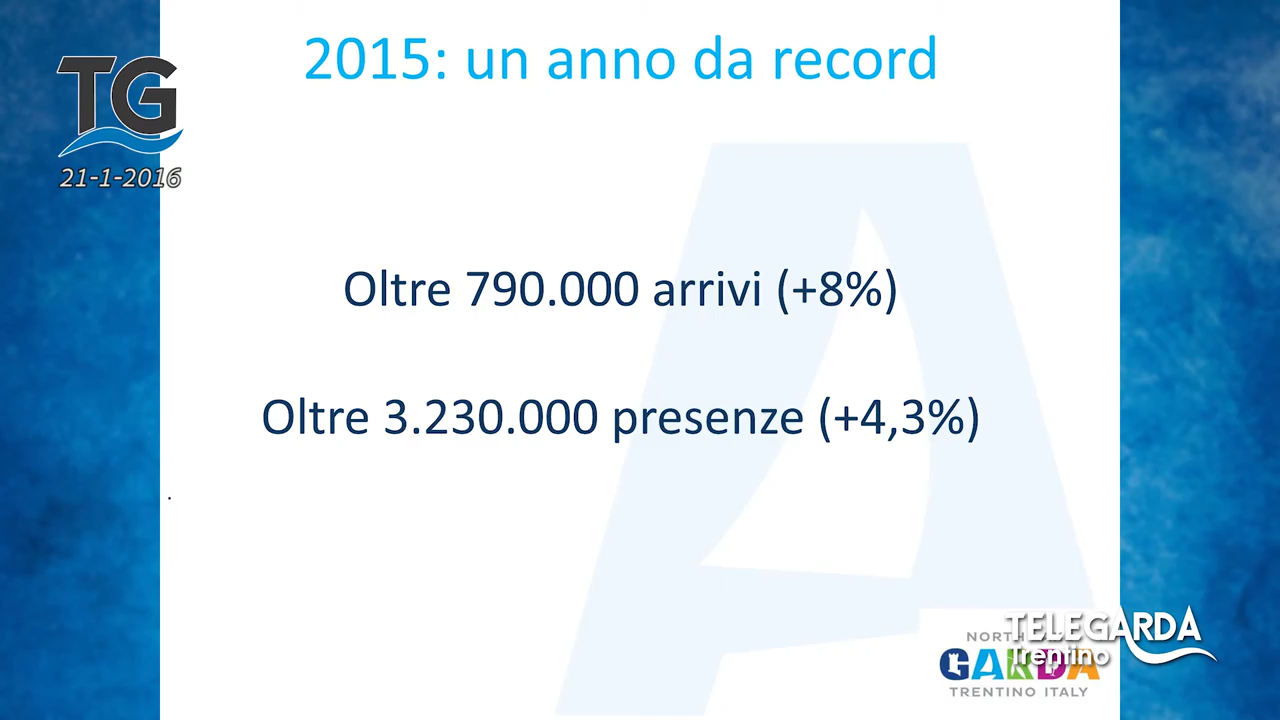 2015: un anno da record
TG
21-1-2016
Oltre 790.000 arrivi (+8%)
Oltre 3.230.000 presenze (+4,3%)
.
TELEGARDA
Trentino
GARDA
TRENTINO ITALY